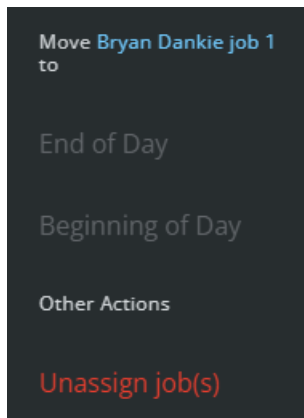 Move Bryan Dankie job 1
to
End of Day
Beginning of Day
Other Actions
Unassign job(s)